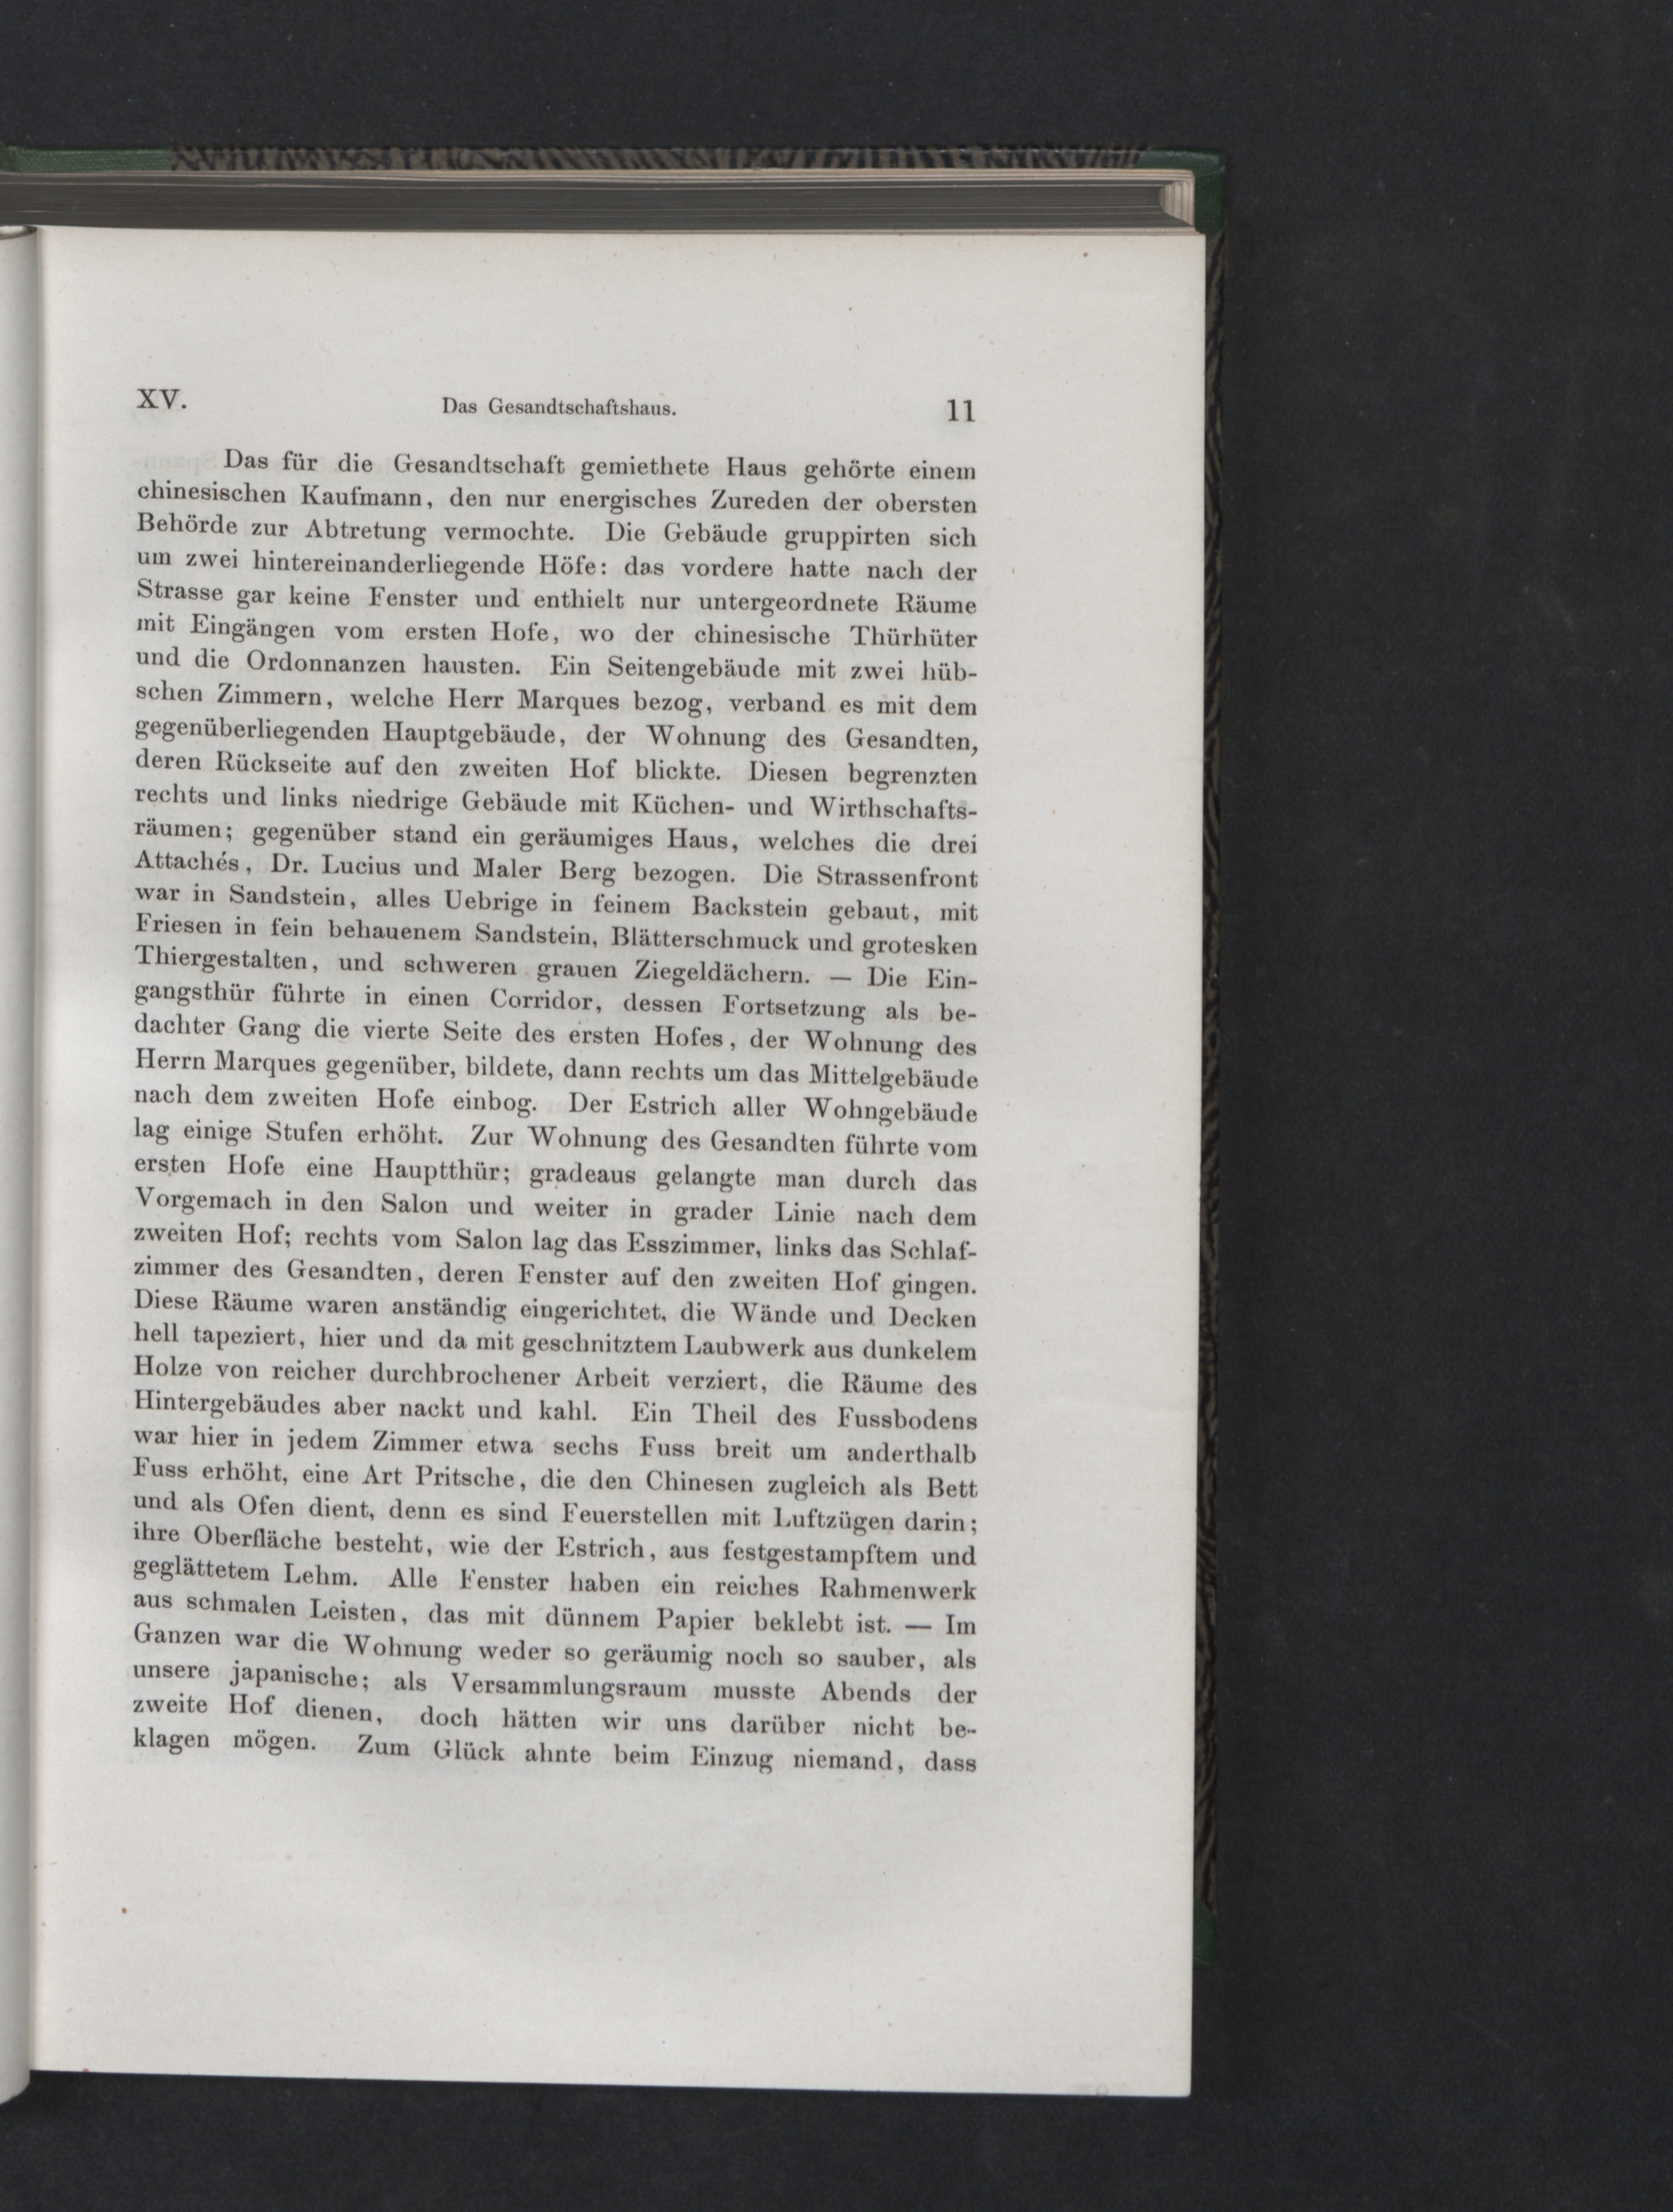 XV. Das Gesandtschaftshaus. 11
Das für die Gesandtschaft gemiethete Haus gehörte einem
chinesischen Kaufmann, den nur energisches Zureden der obersten
Behörde zur Abtretung vermochte. Die Gebäude gruppirten sich
um zwei hintereinanderliegende Höfe: das vordere hatte nach der
Strasse gar keine Fenster und enthielt nur untergeordnete Räume
mit Eingängen vom ersten Hofe, wo der chinesische Thürhüter
und die Ordonnanzen hausten. Ein Seitengebäude mit zwei hüb-
schen Zimmern, welche Herr Marques bezog, verband es mit dem
gegenüberliegenden Hauptgebäude, der Wohnung des Gesandten,
deren Rückseite auf den zweiten Hof blickte. Diesen begrenzten
rechts und links niedrige Gebäude mit Küchen- und Wirthschafts-
räumen; gegenüber stand ein geräumiges Haus, welches die drei
Attachés, Dr. Lucius und Maler Berg bezogen. Die Strassenfront
war in Sandstein, alles Uebrige in feinem Backstein gebaut, mit
Friesen in fein behauenem Sandstein, Blätterschmuck und grotesken
Thiergestalten, und schweren grauen Ziegeldächern. — Die Ein-
gangsthür führte in einen Corridor, dessen Fortsetzung als be-
dachter Gang die vierte Seite des ersten Hofes, der Wohnung des
Herrn Marques gegenüber, bildete, dann rechts um das Mittelgebäude
nach dem zweiten Hofe einbog. Der Estrich aller Wohngebäude
lag einige Stufen erhöht. Zur Wohnung des Gesandten führte vom
ersten Hofe eine Hauptthür; gradeaus gelangte man durch das
Vorgemach in den Salon und weiter in grader Linie nach dem
zweiten Hof; rechts vom Salon lag das Esszimmer, links das Schlaf-
zimmer des Gesandten, deren Fenster auf den zweiten Hof gingen.
Diese Räume waren anständig eingerichtet, die Wände und Decken
hell tapeziert, hier und da mit geschnitztem Laubwerk aus dunkelem
Holze von reicher durchbrochener Arbeit verziert, die Räume des
Hintergebäudes aber nackt und kahl. Ein Theil des Fussbodens
war hier in jedem Zimmer etwa sechs Fuss breit um anderthalb
Fuss erhöht, eine Art Pritsche, die den Chinesen zugleich als Bett
und als Ofen dient, denn es sind Feuerstellen mit Luftzügen darin;
ihre Oberfläche besteht, wie der Estrich, aus festgestampftem und
geglättetem Lehm. Alle Fenster haben ein reiches Rahmenwerk
aus schmalen Leisten, das mit dünnem Papier beklebt ist. — Im
Ganzen war die Wohnung weder so geräumig noch so sauber, als
unsere japanische; als Versammlungsraum musste Abends der
zweite Hof dienen, doch hätten wir uns darüber nicht be-
klagen mögen. Zum Glück ahnte beim Einzug niemand, dass